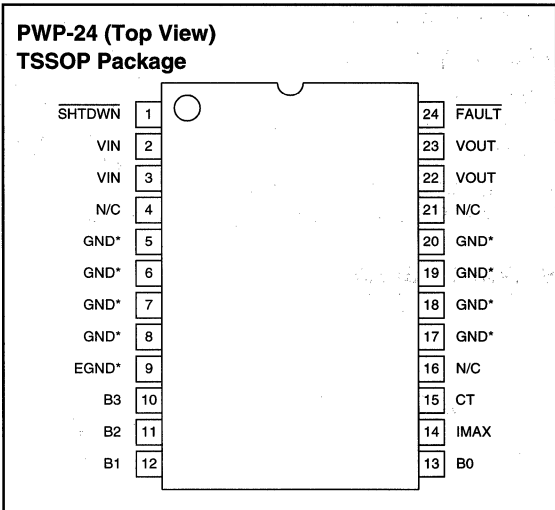 PWP-24 (Top View)
TSSOP Package
SHTDWN 1
VIN 2
VIN 3
N/C 4
GND* 5
GND* 6
GND* 7
GND* 8
EGND* 9
B3 10
B2 11
B1 12
24 FAULT
23 VOUT
22 VOUT
21 N/C
20 GND*
19 GND*
18 GND*
17 GND*
16 N/C
15 CT
14 IMAX
13 B0